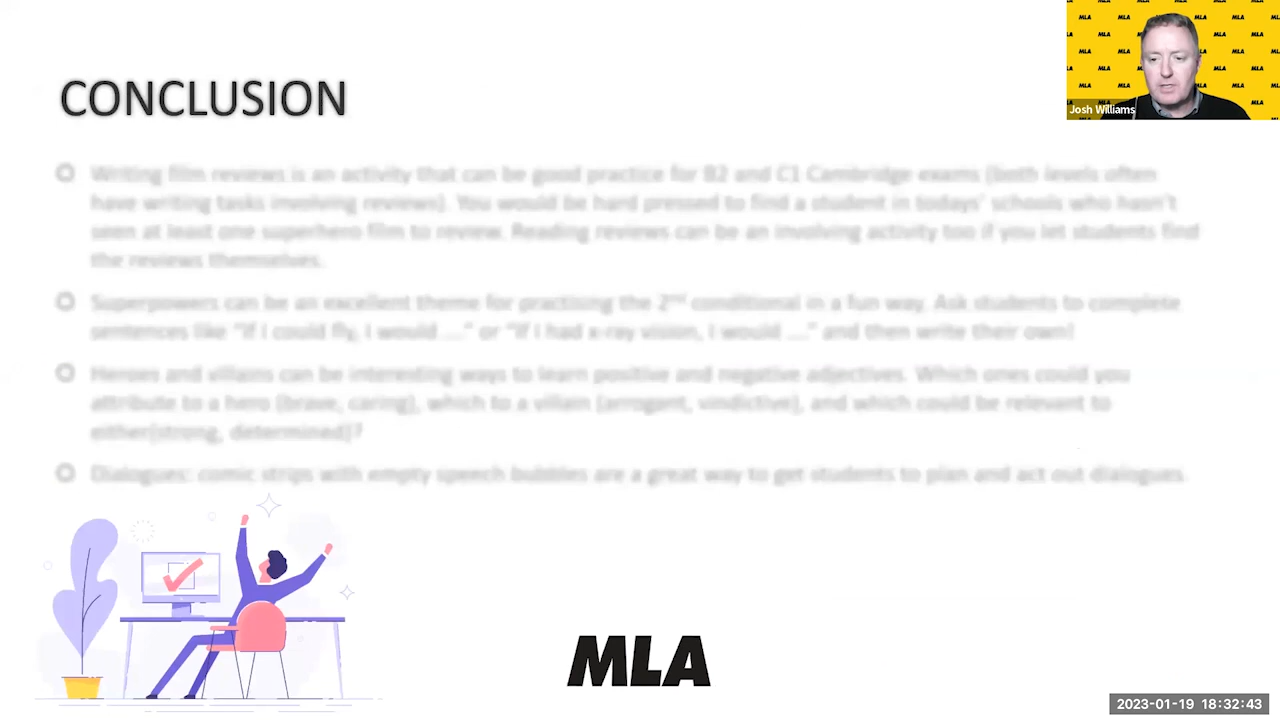 CONCLUSION
Josh Williams
Writing film reviews is an activity that can be good practice for B2 and C1 Cambridge exams (both levels often
have writing tasks involving reviews). You would be hard pressed to find a student in todays' schools who hasn't
seen at least one superhero film to review. Reading reviews can be an involving activity too if you let students find
the reviews themselves.
Superpowers can be an excellent theme for practising the 2nd conditional in a fun way. Ask students to complete
sentences like "If I could fly, I would ...." or "If I had x-ray vision, I would ...." and then write their own!
Heroes and villains can be interesting ways to learn positive and negative adjectives. Which ones could you
attribute to a hero (brave, caring), which to a villain (arrogant, vindictive), and which could be relevant to
either(strong, determined)?
Dialogues: comic strips with empty speech bubbles are a great way to get students to plan and act out dialogues.
MLA
2023-01-19 18:32:43